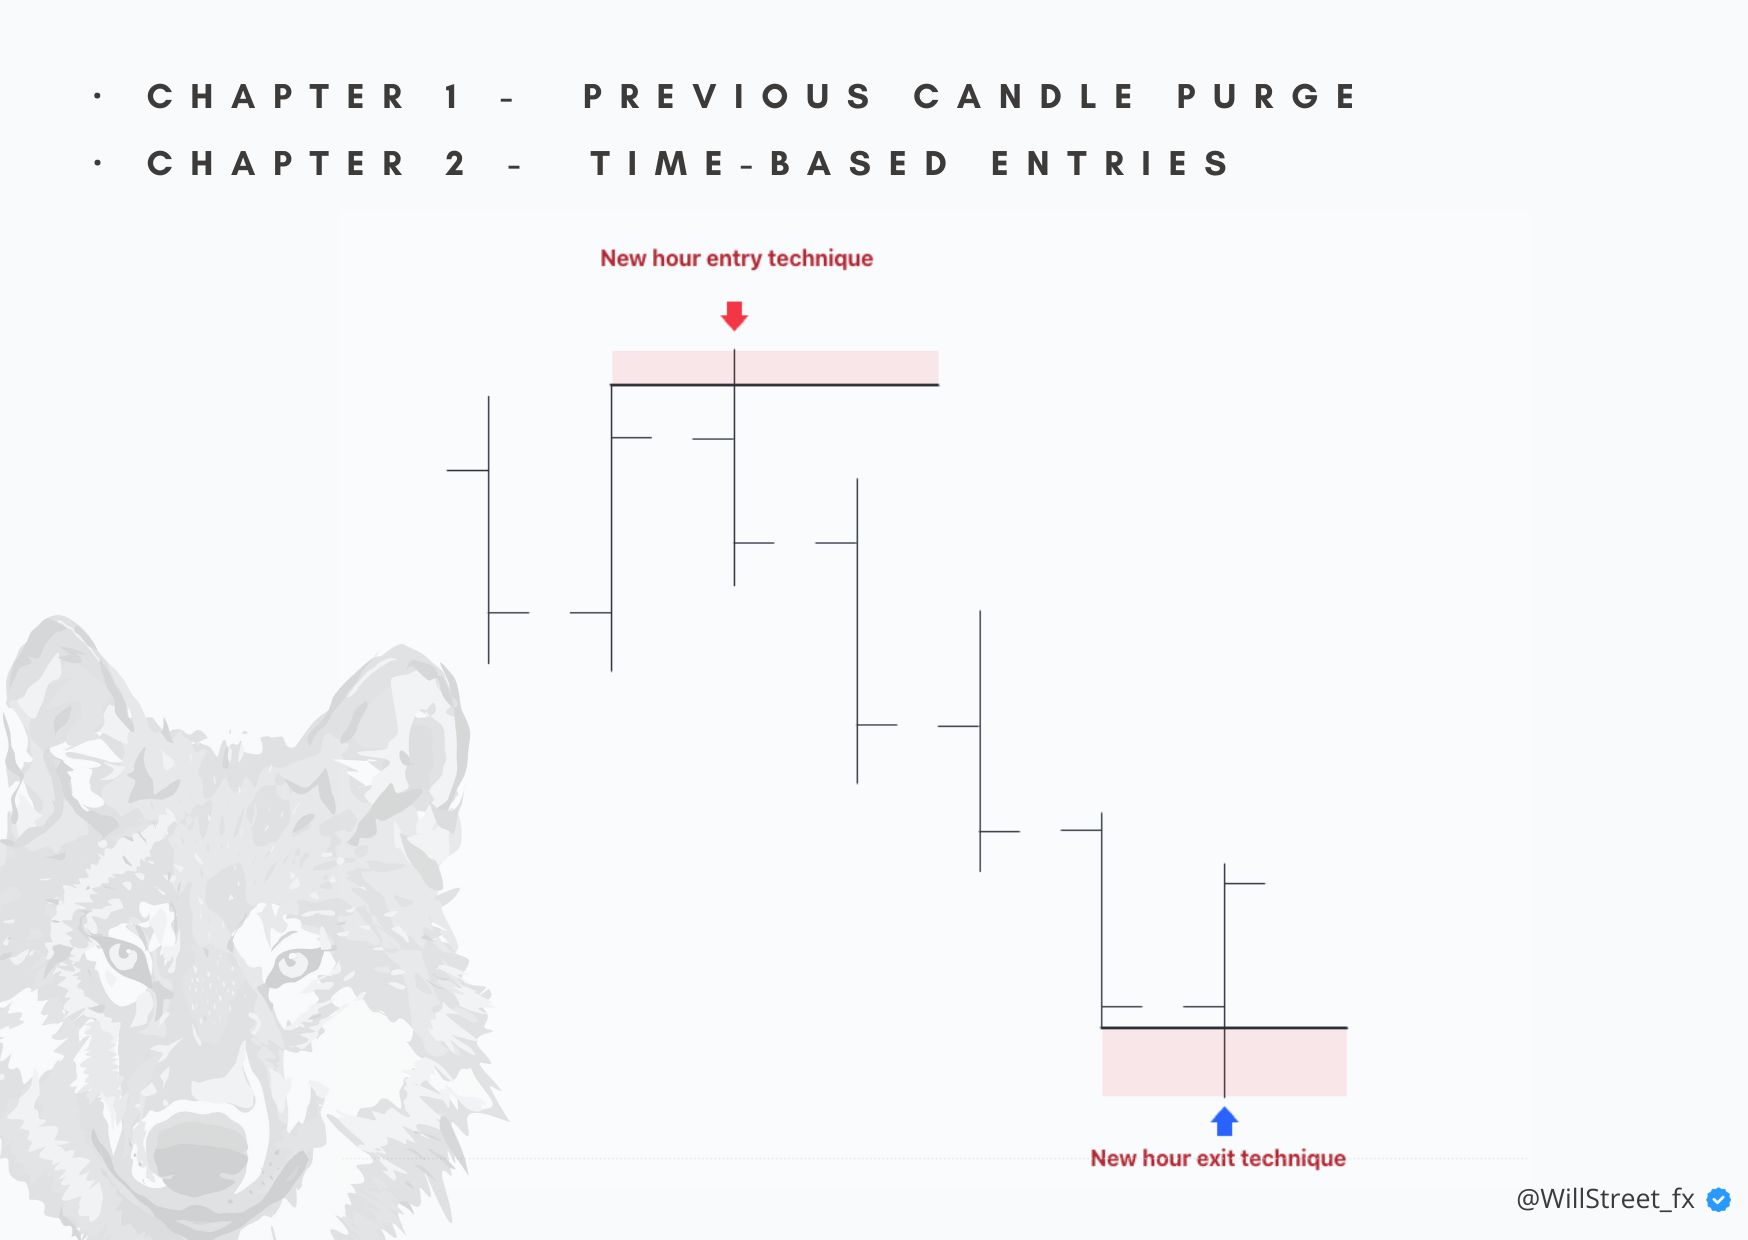 · CHAPTER 1 - PREVIOUS CANDLE PURGE
· CHAPTER 2 - TIME-BASED ENTRIES
New hour entry technique
New hour exit technique
@WillStreet_fx